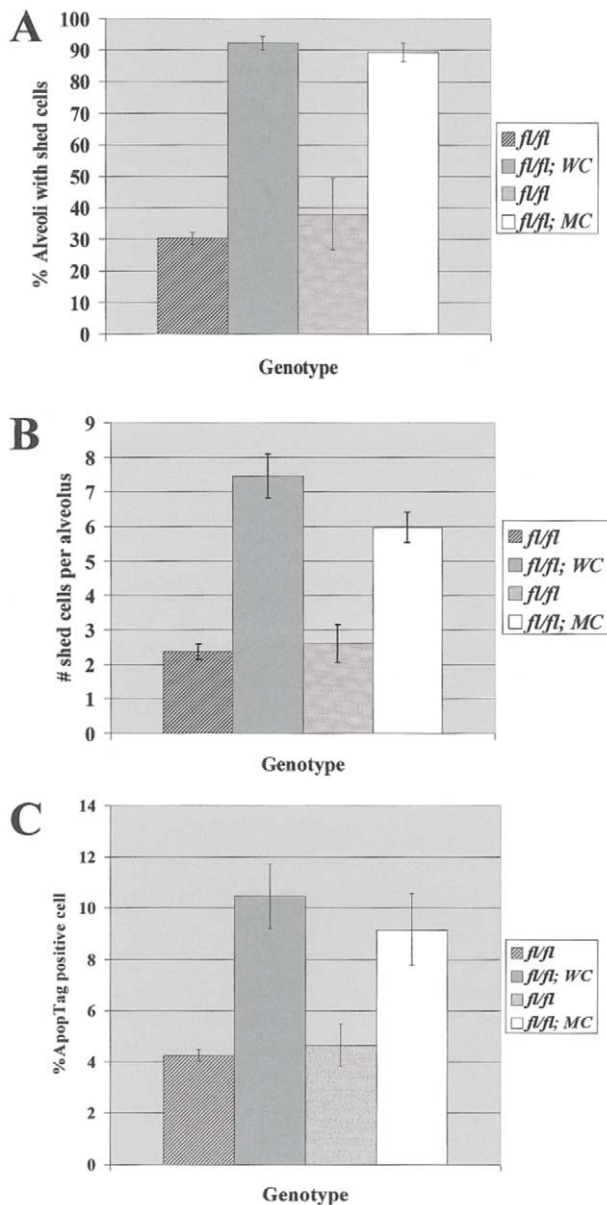 A
% Alveoli with shed cells
100
90
80
70
60
50
40
30
20
10
0
Genotype
fl/fl
fl/fl; WC
fl/fl
fl/fl; MC
B
# shed cells per alveolus
9
8
7
6
5
4
3
2
1
0
Genotype
fl/fl
fl/fl; WC
fl/fl
fl/fl; MC
C
%ApopTag positive cell
14
12
10
8
6
4
2
0
Genotype
fl/fl
fl/fl; WC
fl/fl
fl/fl; MC